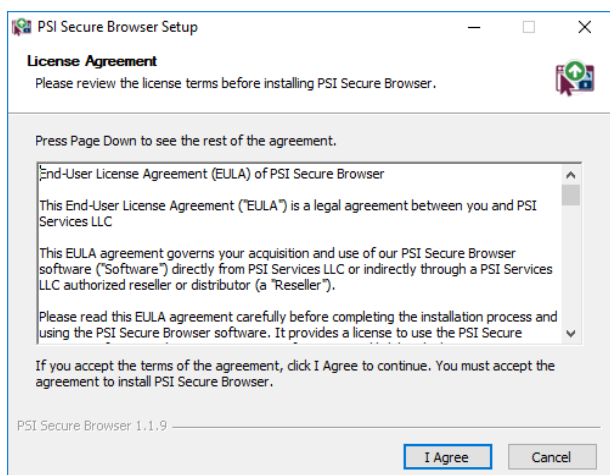 PSI Secure Browser Setup
License Agreement
Please review the license terms before installing PSI Secure Browser.
Press Page Down to see the rest of the agreement.
End-User License Agreement (EULA) of PSI Secure Browser
This End-User License Agreement ("EULA") is a legal agreement between you and PSI
Services LLC
This EULA agreement governs your acquisition and use of our PSI Secure Browser
software ("Software") directly from PSI Services LLC or indirectly through a PSI Services
LLC authorized reseller or distributor (a "Reseller").
Please read this EULA agreement carefully before completing the installation process and
using the PSI Secure Browser software. It provides a license to use the PSI Secure
If you accept the terms of the agreement, click I Agree to continue. You must accept the
agreement to install PSI Secure Browser.
PSI Secure Browser 1.1.9
I Agree
Cancel